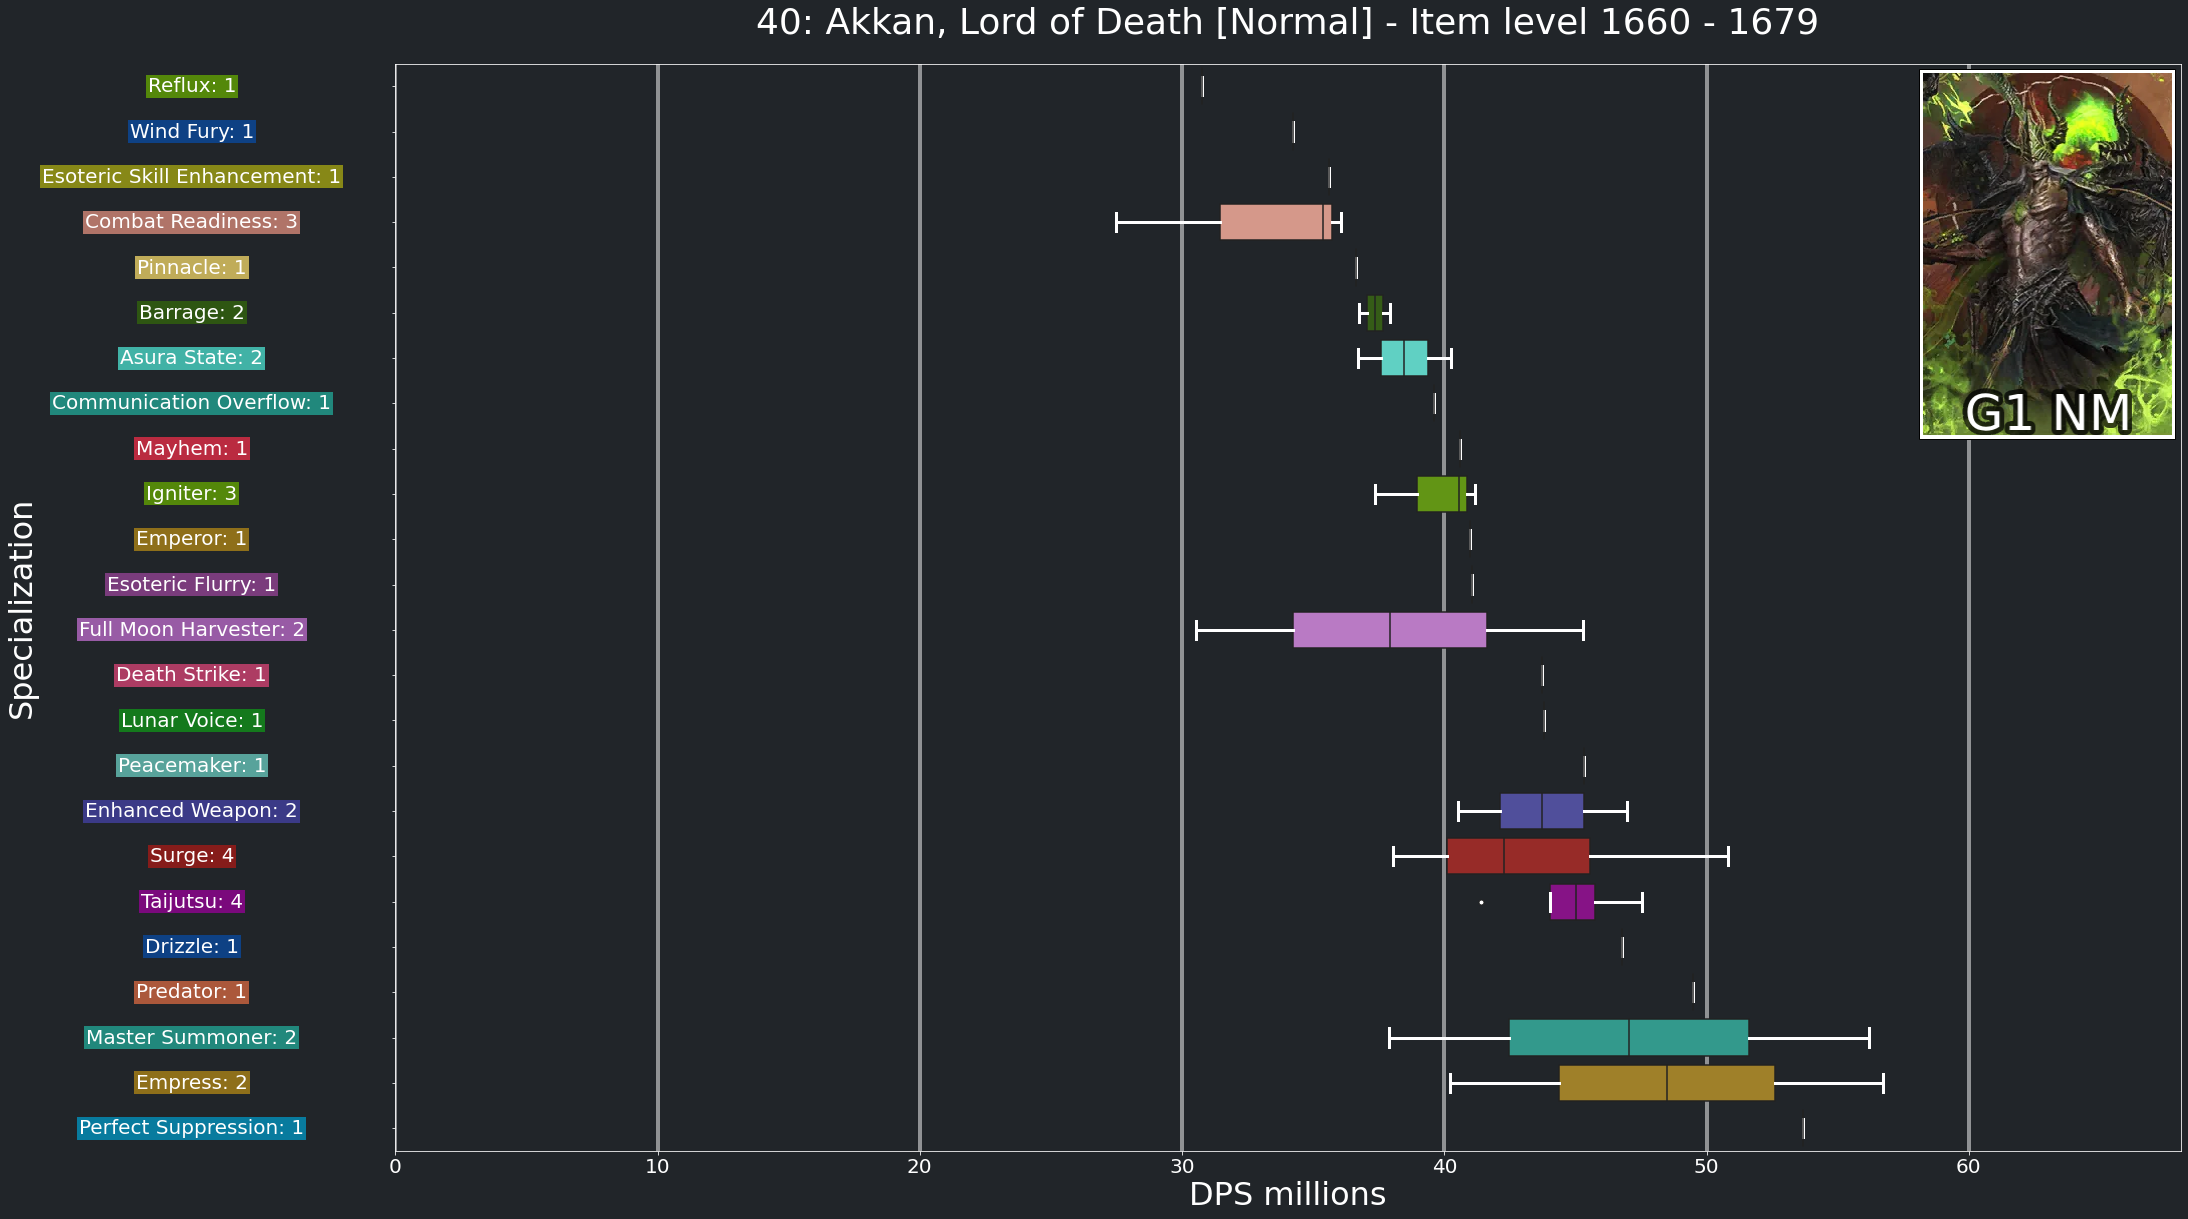 40: Akkan, Lord of Death [Normal] - Item level 1660 - 1679
Reflux: 1
Wind Fury: 1
Esoteric Skill Enhancement: 1
Combat Readiness: 3
Pinnacle: 1
Barrage: 2
Asura State: 2
Communication Overflow: 1
Mayhem: 1
Igniter: 3
Emperor: 1
Esoteric Flurry: 1
Full Moon Harvester: 2
Death Strike: 1
Lunar Voice: 1
Peacemaker: 1
Enhanced Weapon: 2
Surge: 4
Taijutsu: 4
Drizzle: 1
Predator: 1
Master Summoner: 2
Empress: 2
Perfect Suppression: 1
Specialization
G1 NM
0 10 20 30 40 50 60
DPS millions